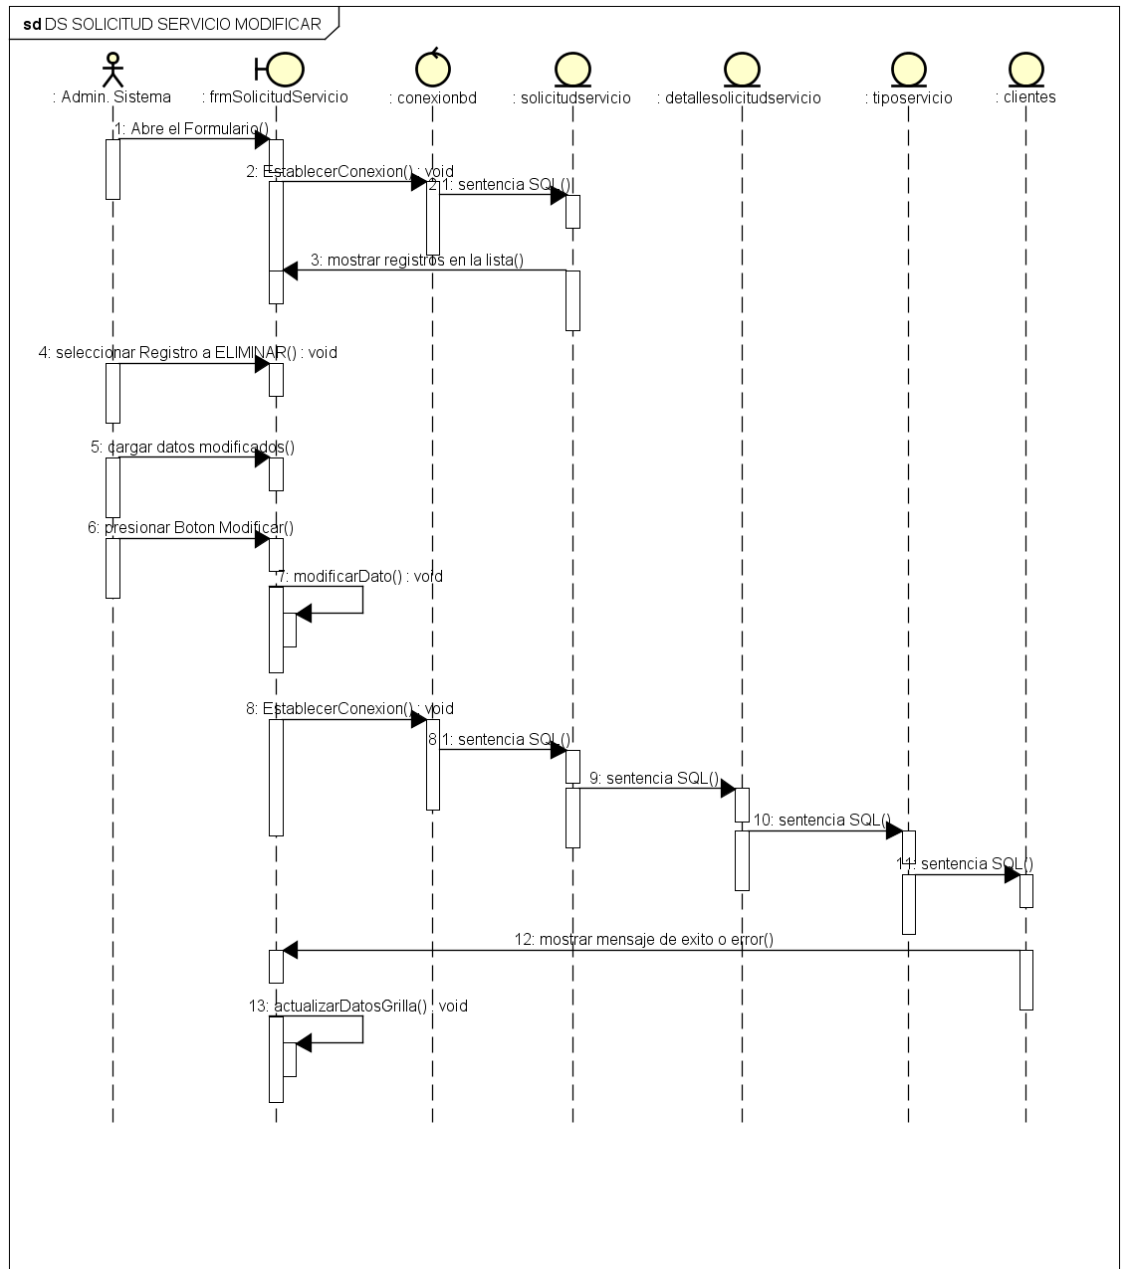 sd DS SOLICITUD SERVICIO MODIFICAR
: Admin. Sistema : frmSolicitudServicio : conexionbd : solicitudservicio : detallesolicitudservicio : tiposervicio : clientes
1: Abre el Formulario()
2: EstablecerConexion() : void
2.1: sentencia SQL()
3: mostrar registros en la lista()
4: seleccionar Registro a ELIMINAR() : void
5: cargar datos modificados()
6: presionar Boton Modificar()
7: modificarDato() : void
8: EstablecerConexion() : void
8.1: sentencia SQL()
9: sentencia SQL()
10: sentencia SQL()
11: sentencia SQL()
12: mostrar mensaje de exito o error()
13: actualizarDatosGrilla() : void